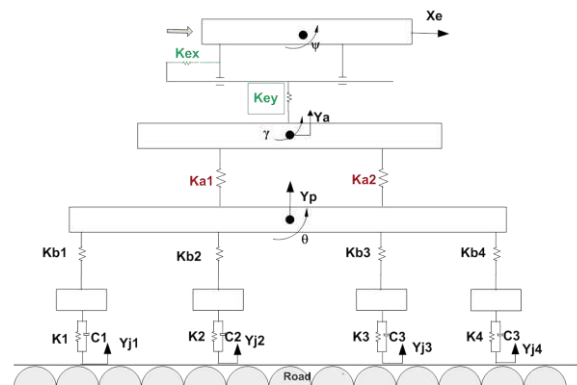 Xe
ψ
Kex
Key
Ya
γ
Ka1 Ka2
Yp
θ
Kb1 Kb2 Kb3 Kb4
K1 C1 Yj1 K2 C2 Yj2 K3 C3 Yj3 K4 C3 Yj4
Road